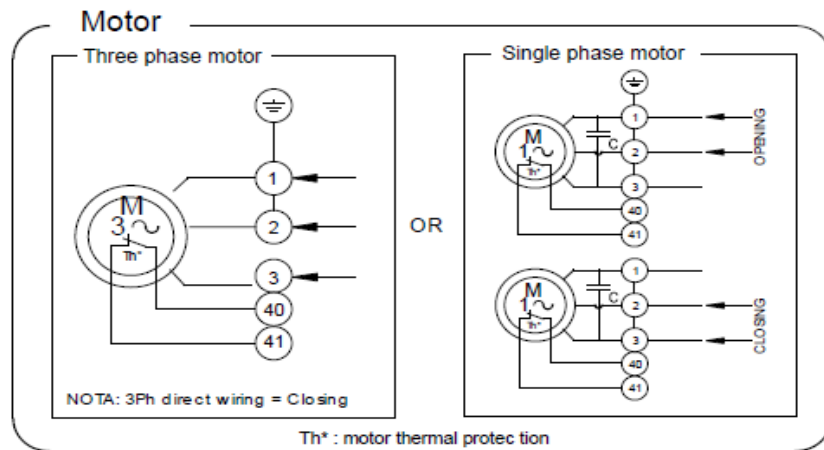 Motor
Three phase motor
1
2
3
40
41
M
3
Th*
NOTA: 3Ph direct wiring = Closing
OR
Single phase motor
M
1
Th*
C
1
2
3
40
41
OPENING
M
1
Th*
C
1
2
3
40
41
CLOSING
Th* : motor thermal protection